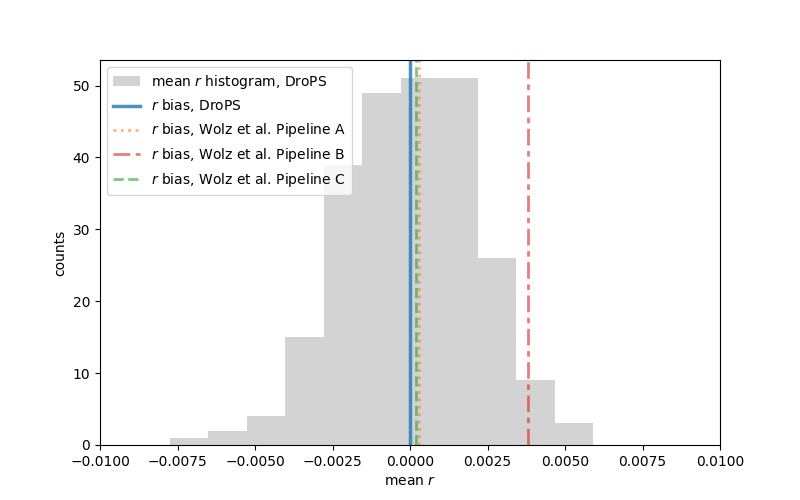 mean r histogram, DroPS
r bias, DroPS
r bias, Wolz et al. Pipeline A
r bias, Wolz et al. Pipeline B
r bias, Wolz et al. Pipeline C
50
40
30
20
10
0
counts
−0.0100 −0.0075 −0.0050 −0.0025 0.0000 0.0025 0.0050 0.0075 0.0100
mean r